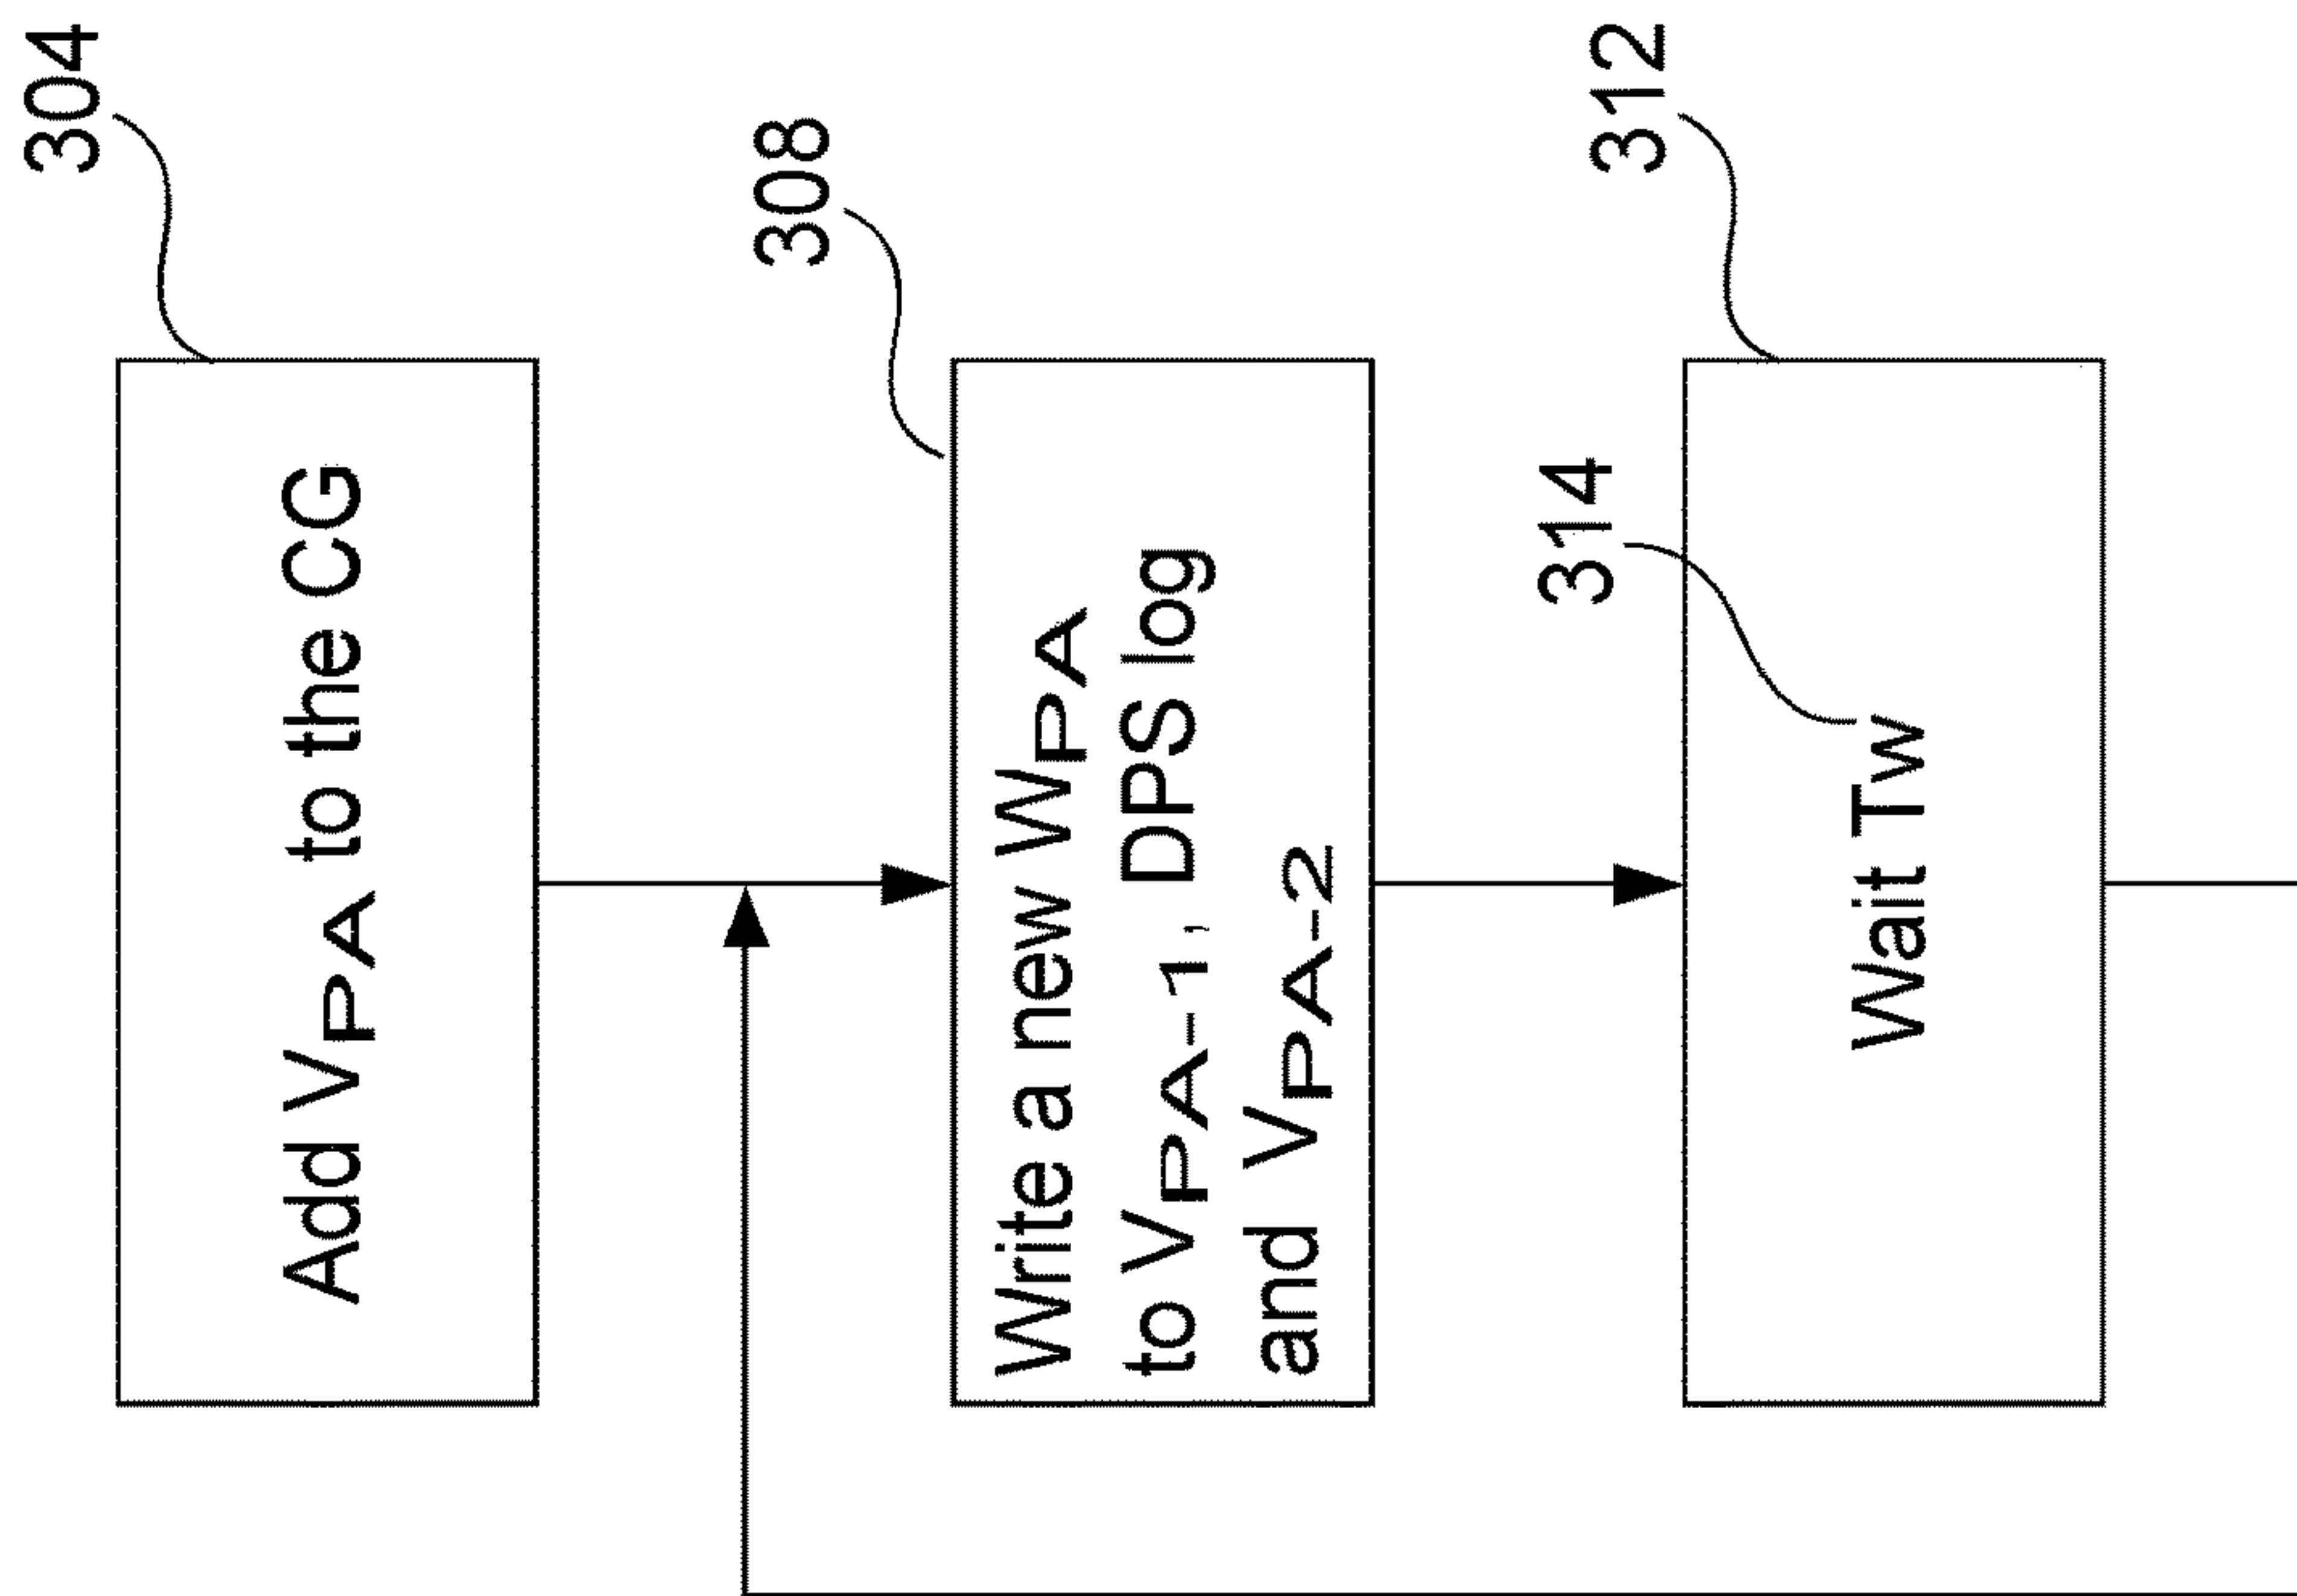 304
Add VPA to the CG
308
Write a new WPA
to VPA-1, DPS log
and VPA-2
312
314
Wait Tw